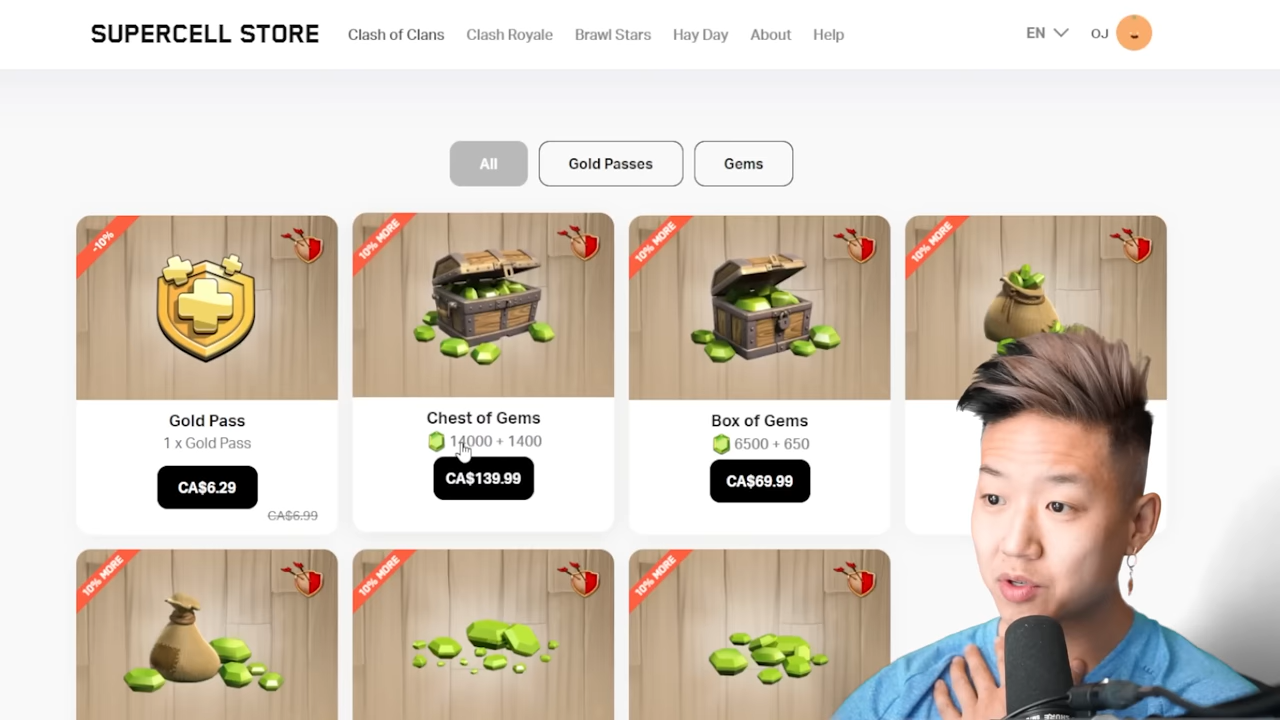 SUPERCELL STORE
Clash of Clans
Clash Royale
Brawl Stars
Hay Day
About
Help
EN
OJ
All
Gold Passes
Gems
-10%
10% MORE
10% MORE
10% MORE
Gold Pass
1 x Gold Pass
CA$6.29
CA$6.99
Chest of Gems
14000 + 1400
CA$139.99
Box of Gems
6500 + 650
CA$69.99
10% MORE
10% MORE
10% MORE